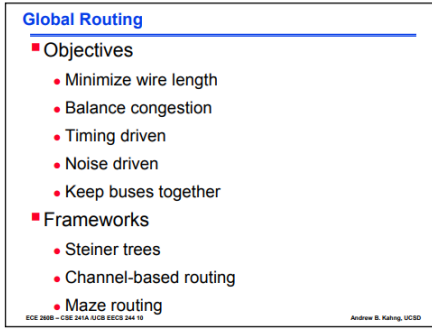 Global Routing
Objectives
Minimize wire length
Balance congestion
Timing driven
Noise driven
Keep buses together
Frameworks
Steiner trees
Channel-based routing
Maze routing
ECE 260B – CSE 241A /UCB EECS 244 10
Andrew B. Kahng, UCSD